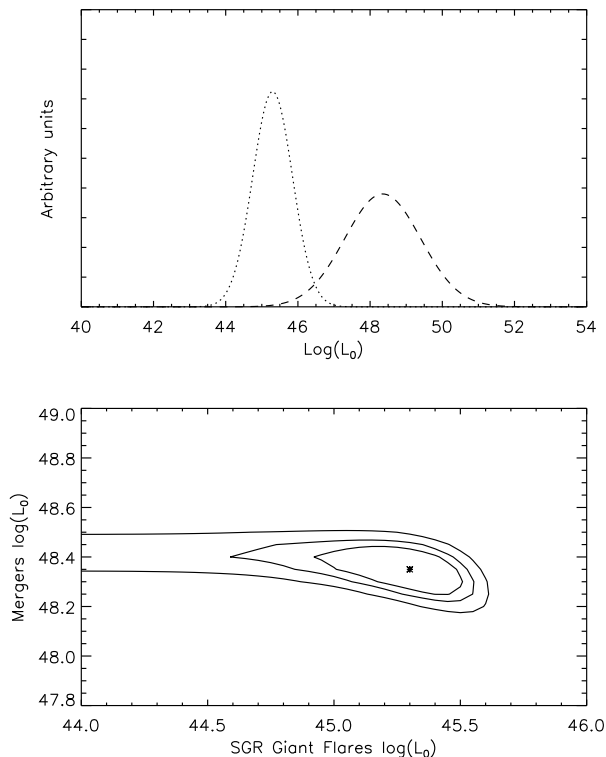 Arbitrary units
40 42 44 46 48 50 52 54
Log(L₀)
49.0
48.8
48.6
48.4
48.2
48.0
47.8
Mergers log(L₀)
44.0 44.5 45.0 45.5 46.0
SGR Giant Flares log(L₀)